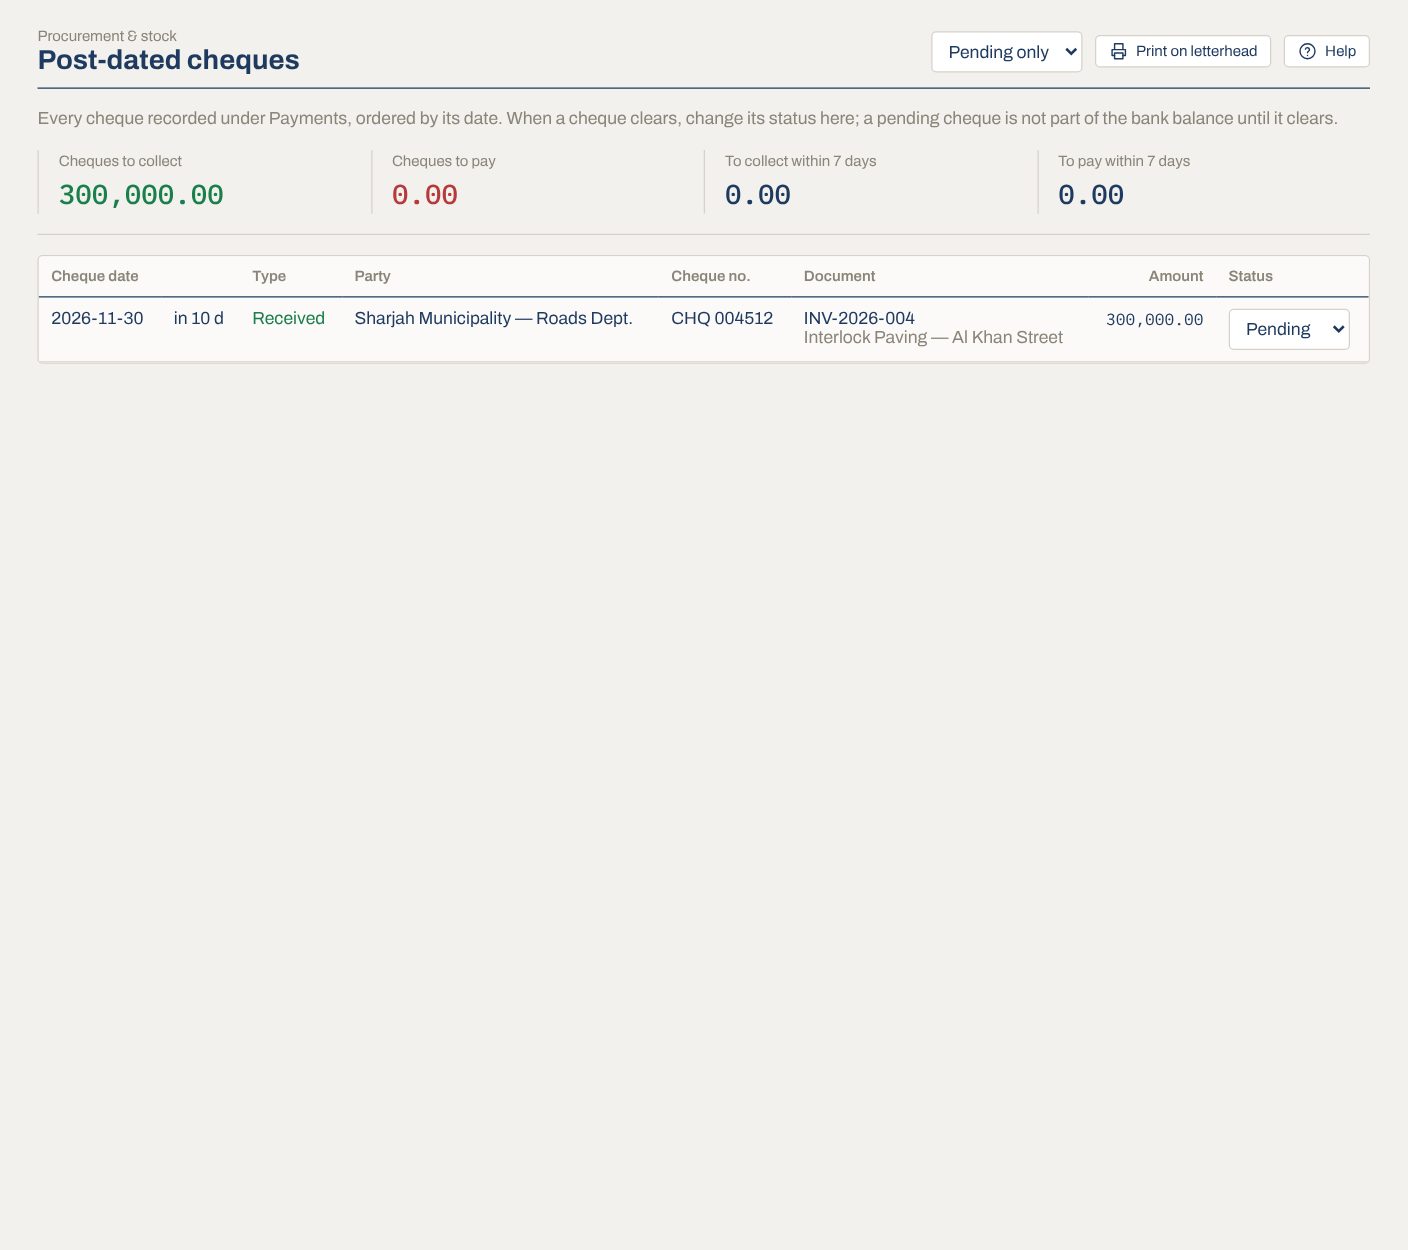 Procurement & stock
Post-dated cheques
Pending only
Print on letterhead
Help
Every cheque recorded under Payments, ordered by its date. When a cheque clears, change its status here; a pending cheque is not part of the bank balance until it clears.
Cheques to collect
300,000.00
Cheques to pay
0.00
To collect within 7 days
0.00
To pay within 7 days
0.00
Cheque date Type Party Cheque no. Document Amount Status
2026-11-30 in 10 d Received Sharjah Municipality — Roads Dept. CHQ 004512 INV-2026-004 300,000.00 Pending
Interlock Paving — Al Khan Street